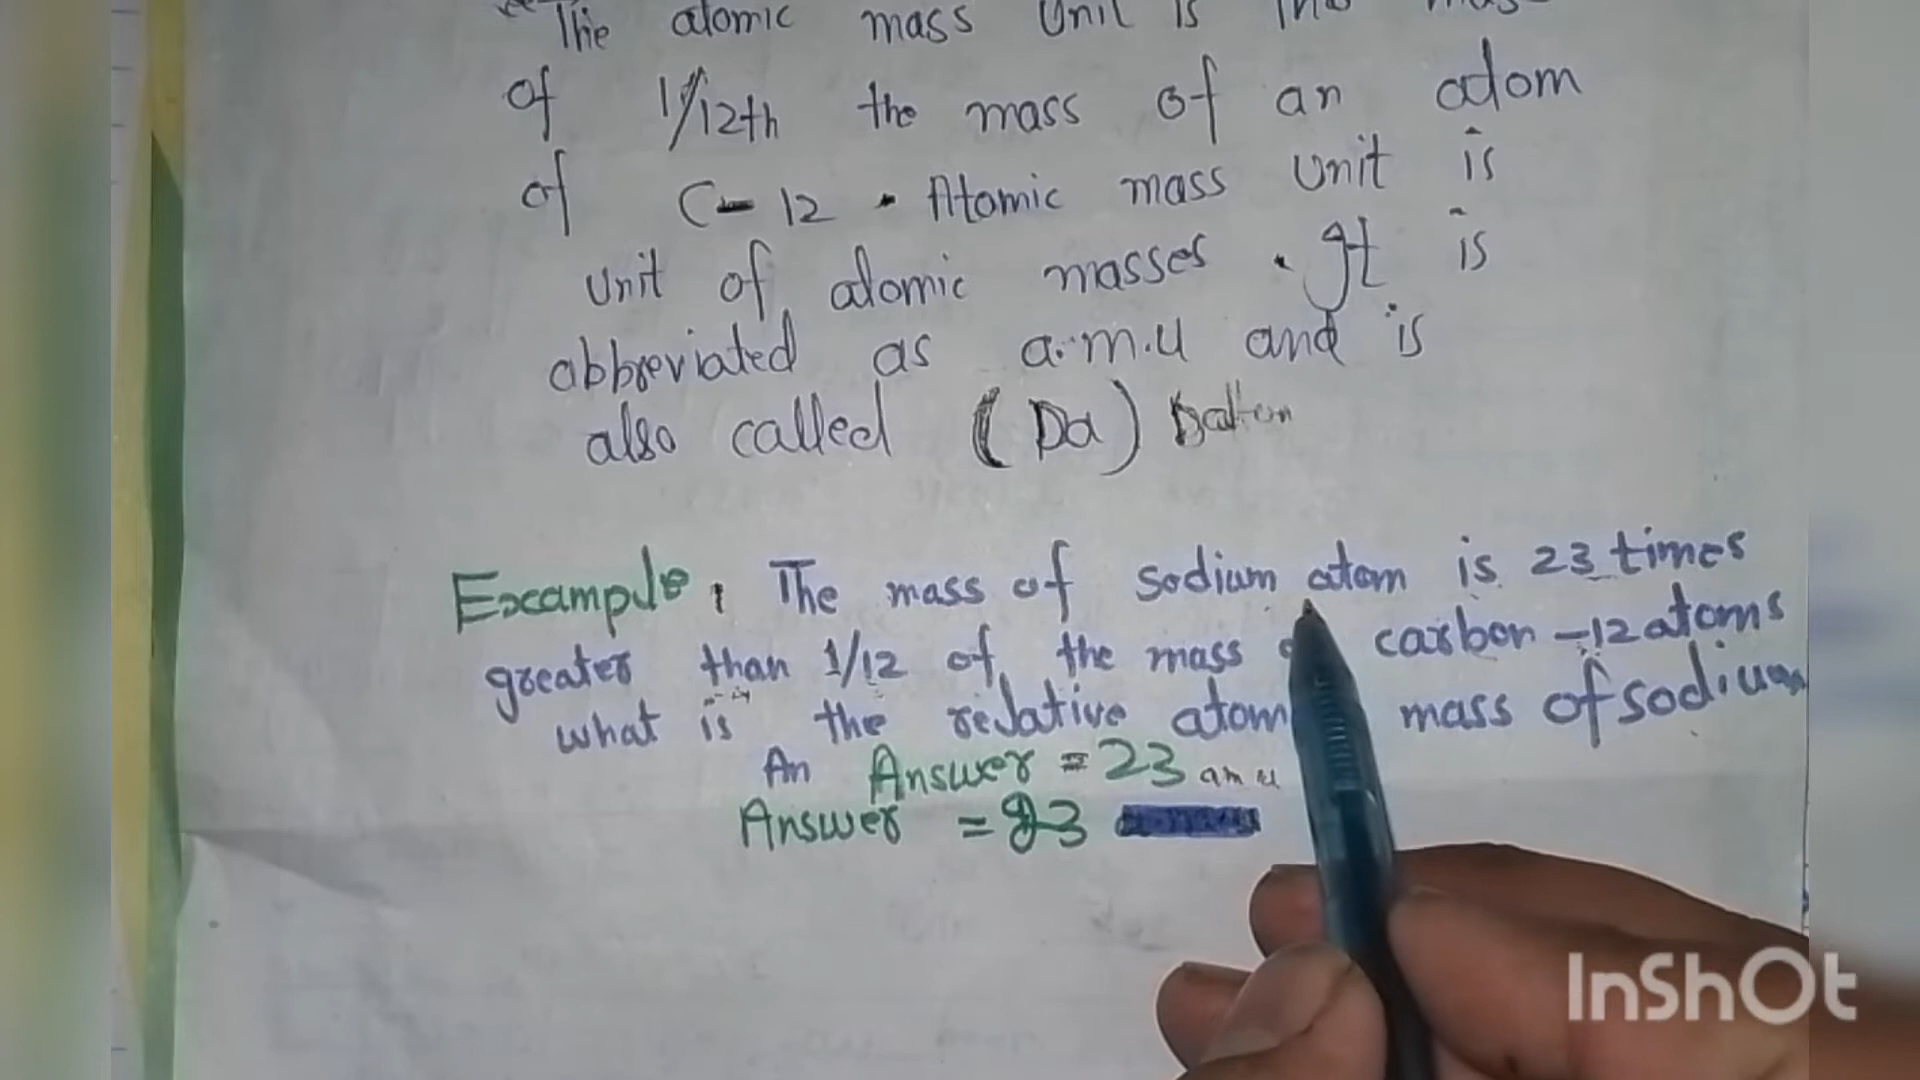 The atomic mass Unit is the mass
of 1/12th the mass of an atom
of C-12 . Atomic mass Unit is
Unit of atomic masses . It is
abbreviated as a.m.u and is
also called (Da) Dalton
Example : The mass of sodium atom is 23 times
greater than 1/12 of the mass carbon -12 atoms
what is the relative atom mass of sodium
An Answer = 23 amu
Answer = 23
InShOt